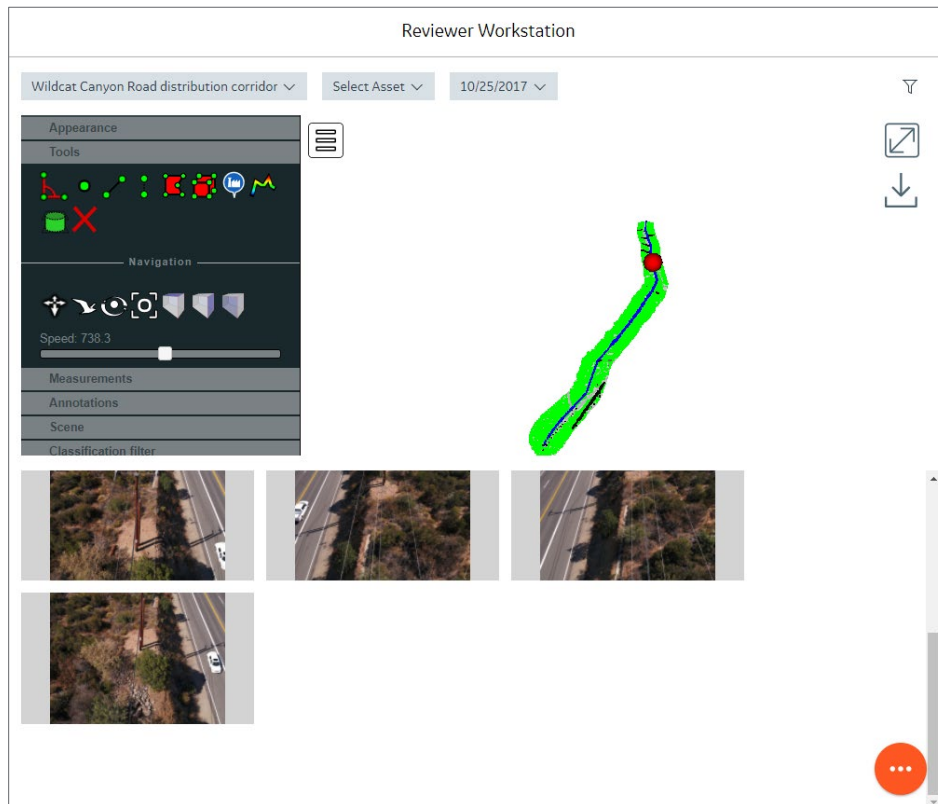 Reviewer Workstation
Wildcat Canyon Road distribution corridor
Select Asset
10/25/2017
Appearance
Tools
Navigation
Speed: 738.3
Measurements
Annotations
Scene
Classification filter